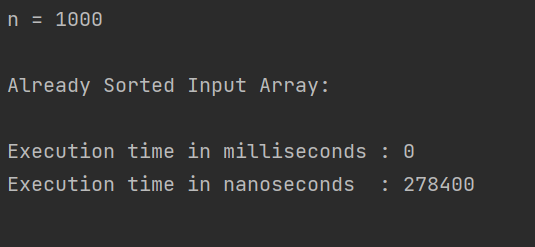 n = 1000
Already Sorted Input Array:
Execution time in milliseconds : 0
Execution time in nanoseconds  : 278400